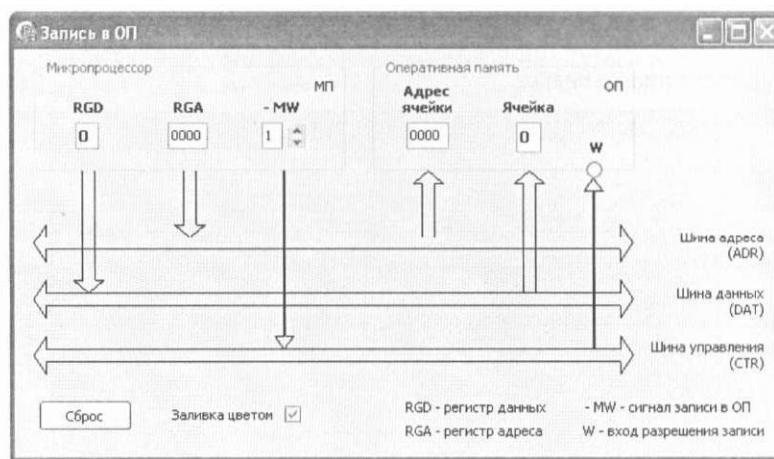 Запись в ОП
Микропроцессор
МП
RGD
RGA
- MW
0
0000
1
Оперативная память
ОП
Адрес
ячейки
Ячейка
0000
0
W
Шина адреса
(ADR)
Шина данных
(DAT)
Шина управления
(CTR)
Сброс
Заливка цветом
RGD - регистр данных
- MW - сигнал записи в ОП
RGA - регистр адреса
W - вход разрешения записи